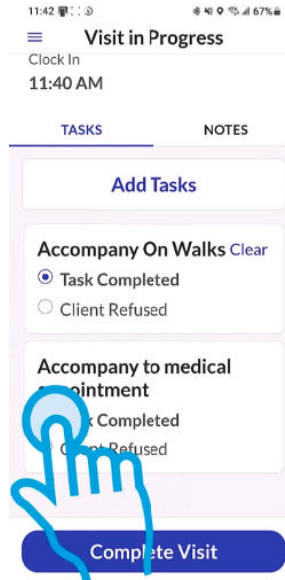 11:42
67%
Visit in Progress
Clock In
11:40 AM
TASKS NOTES
Add Tasks
Accompany On Walks Clear
Task Completed
Client Refused
Accompany to medical
Completed
Refused
Complete Visit